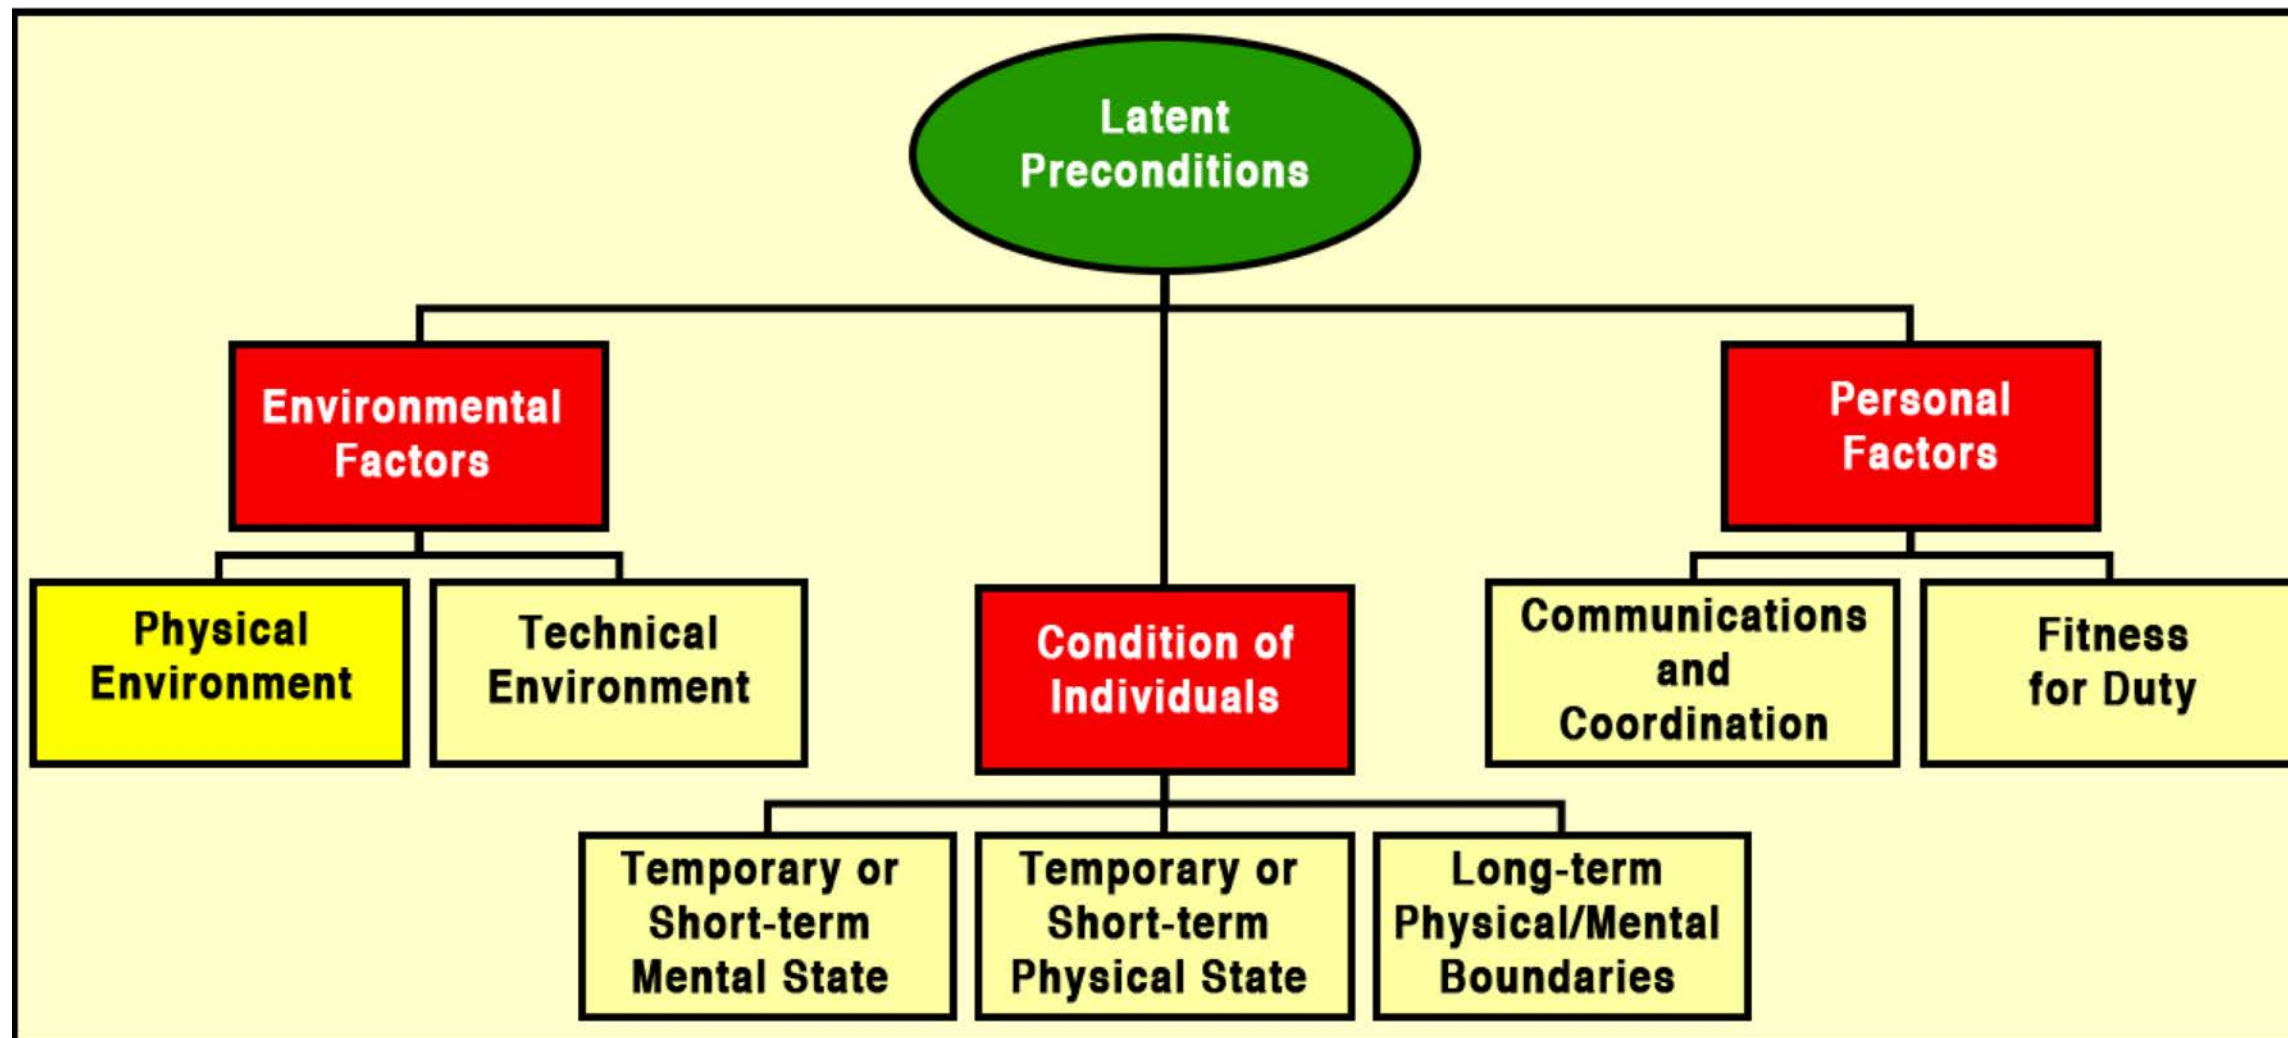 Latent
Preconditions
Environmental
Factors
Personal
Factors
Physical
Environment
Technical
Environment
Condition of
Individuals
Communications
and
Coordination
Fitness
for Duty
Temporary or
Short-term
Mental State
Temporary or
Short-term
Physical State
Long-term
Physical/Mental
Boundaries